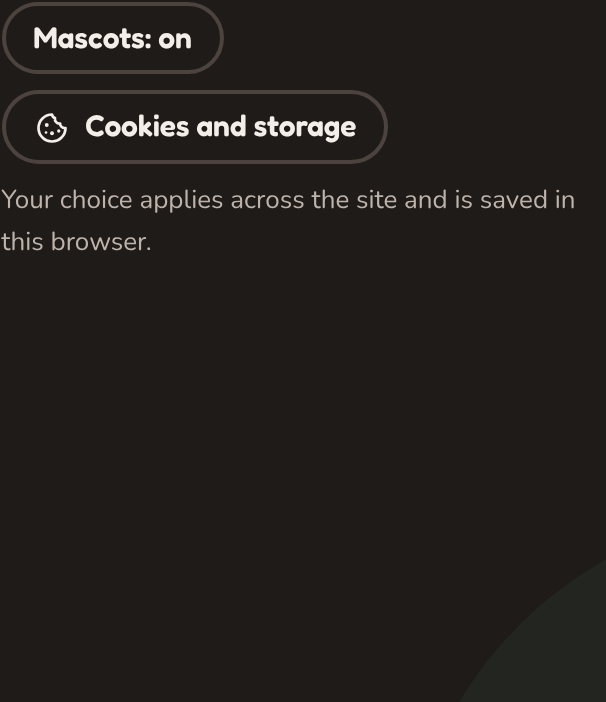 Mascots: on
Cookies and storage
Your choice applies across the site and is saved in
this browser.